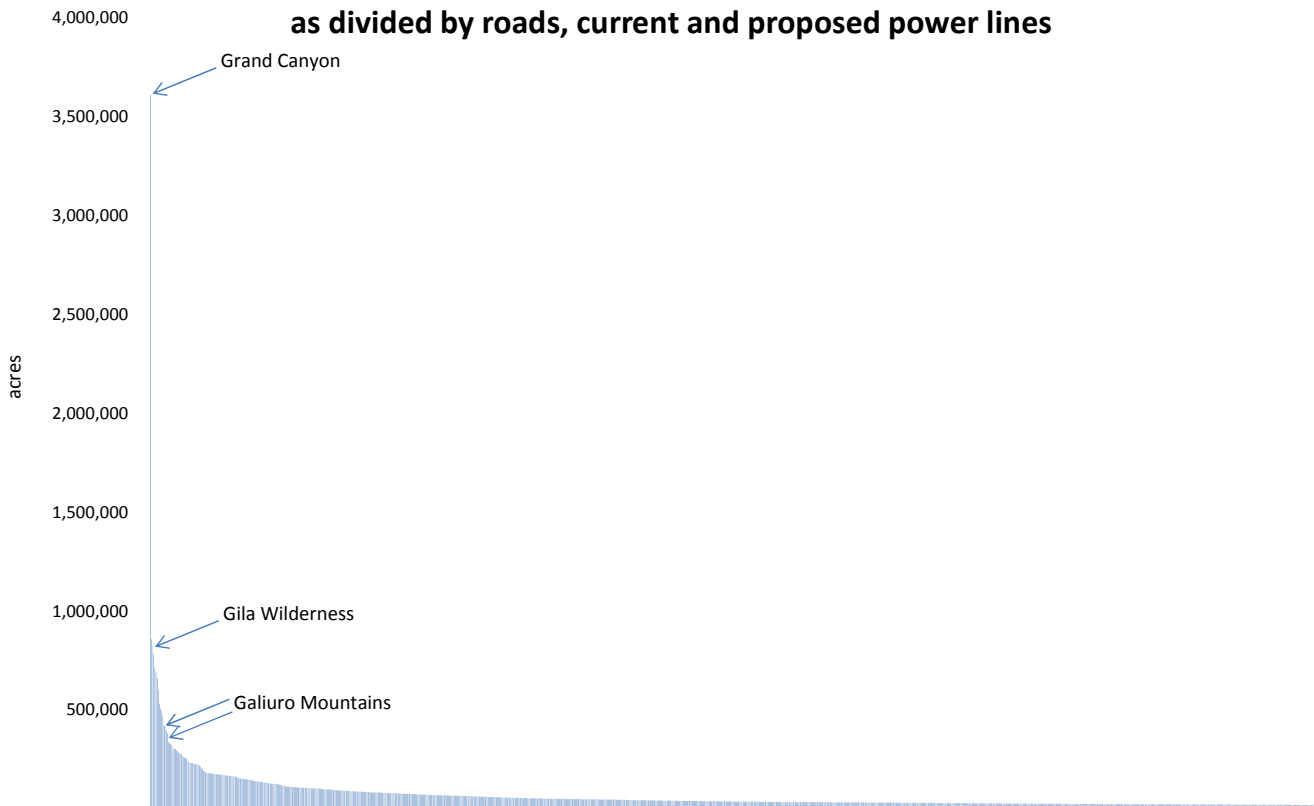 as divided by roads, current and proposed power lines
4,000,000
Grand Canyon
3,500,000
3,000,000
2,500,000
acres
2,000,000
1,500,000
1,000,000
Gila Wilderness
500,000
Galiuro Mountains